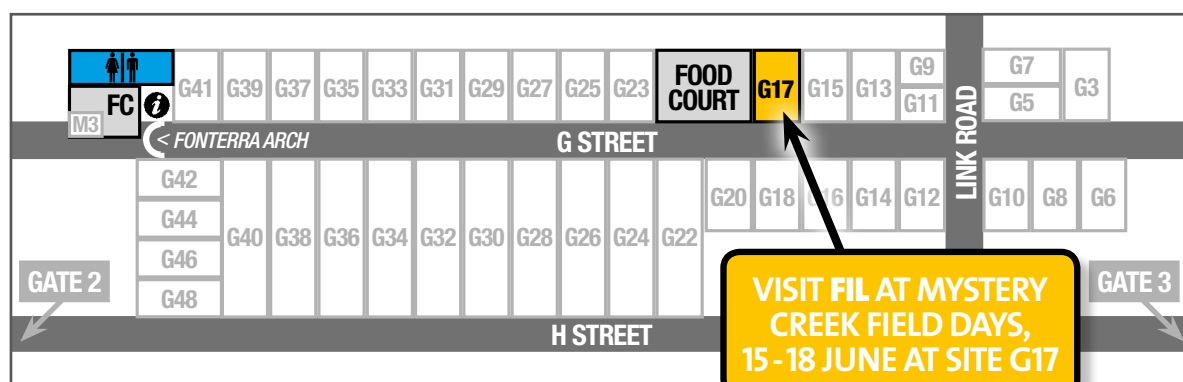 G41 G39 G37 G35 G33 G31 G29 G27 G25 G23
FOOD
COURT
G17 G15 G13
G9
G11
G7
G5
G3
FC
M3
i
< FONTERRA ARCH
G STREET
LINK ROAD
G42
G44
G46
G48
G40 G38 G36 G34 G32 G30 G28 G26 G24 G22
G20 G18 G16 G14 G12
G10 G8 G6
GATE 2
GATE 3
H STREET
VISIT FIL AT MYSTERY
CREEK FIELD DAYS,
15-18 JUNE AT SITE G17